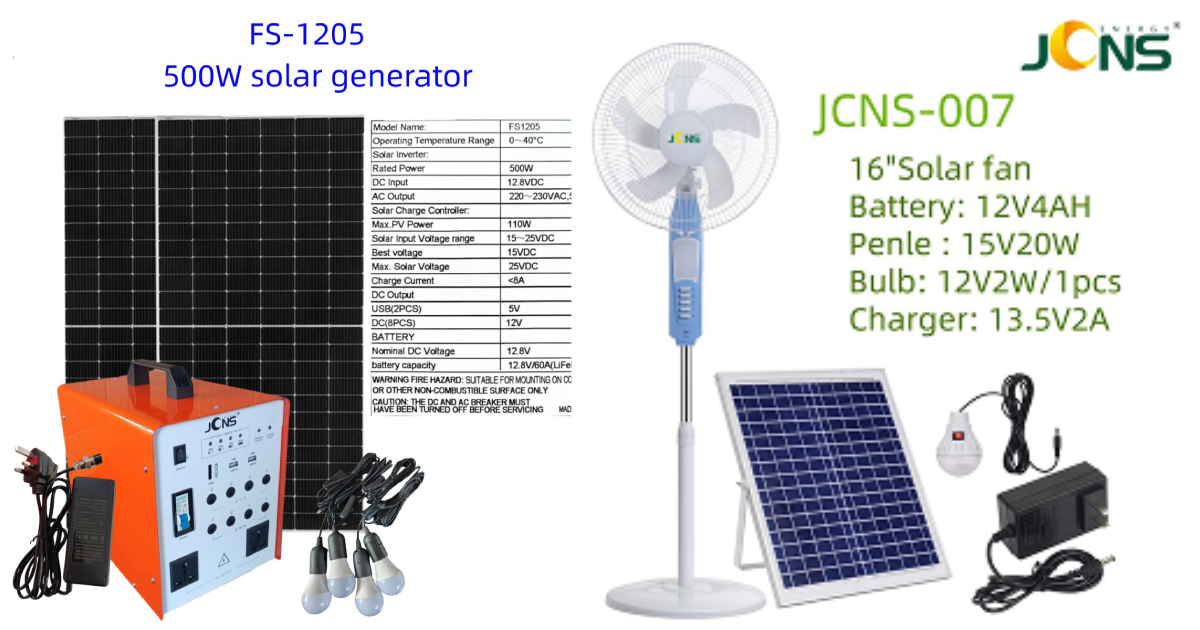 FS-1205
500W solar generator
Model Name: FS1205
Operating Temperature Range 0~40°C
Solar Inverter:
Rated Power 500W
DC Input 12.8VDC
AC Output 220~230VAC,
Solar Charge Controller:
Max.PV Power 110W
Solar Input Voltage range 15~25VDC
Best voltage 15VDC
Max. Solar Voltage 25VDC
Charge Current <8A
DC Output
USB(2PCS) 5V
DC(8PCS) 12V
BATTERY
Nominal DC Voltage 12.8V
battery capacity 12.8V/60A(LiFe
WARNING FIRE HAZARD: SUITABLE FOR MOUNTING ON CO
OR OTHER NON-COMBUSTIBLE SURFACE ONLY
CAUTION: THE DC AND AC BREAKER MUST
HAVE BEEN TURNED OFF BEFORE SERVICING MAD
JCNS®
JCNS
ENERGY®
JCNS
JCNS-007
16"Solar fan
Battery: 12V4AH
Penle : 15V20W
Bulb: 12V2W/1pcs
Charger: 13.5V2A